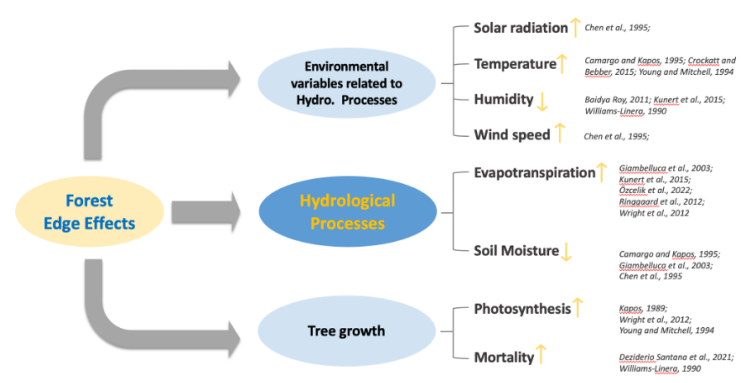 Forest
Edge Effects
Environmental
variables related to
Hydro. Processes
Solar radiation ↑ Chen et al., 1995;
Temperature ↑ Camargo and Kapos, 1995; Crockatt and
Bebber, 2015; Young and Mitchell, 1994
Humidity ↓ Baidya Roy, 2011; Kunert et al., 2015;
Williams-Linera, 1990
Wind speed ↑ Chen et al., 1995;
Hydrological
Processes
Evapotranspiration ↑ Giambelluca et al., 2003;
Kunert et al., 2015
Özcelik et al., 2022;
Ringgaard et al., 2012;
Wright et al., 2012
Soil Moisture ↓ Camargo and Kapos, 1995;
Giambelluca et al., 2003;
Chen et al., 1995
Tree growth
Photosynthesis ↑ Kapos, 1989;
Wright et al., 2012;
Young and Mitchell, 1994
Mortality ↑ Deziderio Santana et al., 2021;
Williams-Linera, 1990